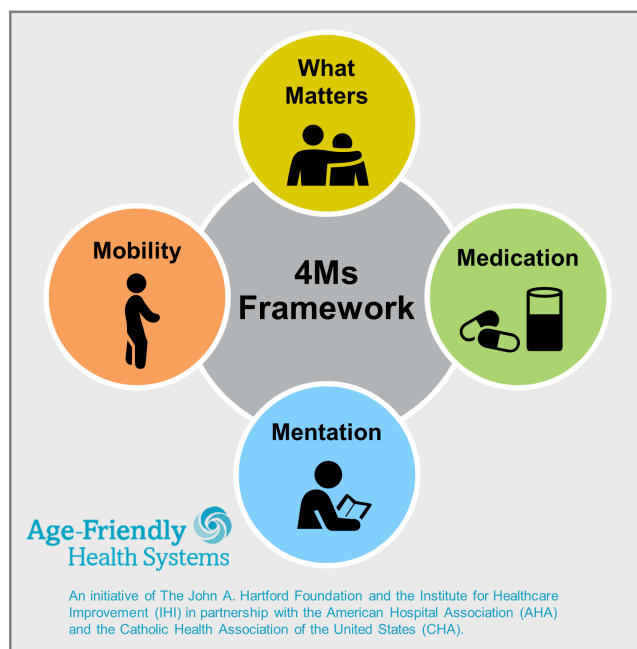 What
Matters
Mobility
4Ms
Framework
Medication
Mentation
Age-Friendly
Health Systems
An initiative of The John A. Hartford Foundation and the Institute for Healthcare
Improvement (IHI) in partnership with the American Hospital Association (AHA)
and the Catholic Health Association of the United States (CHA).